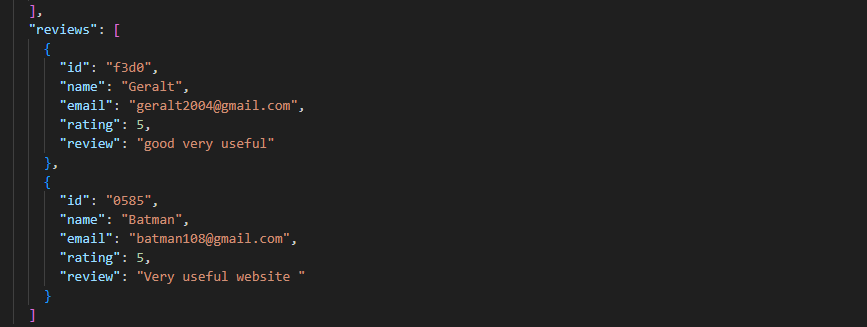 ],
"reviews": [
{
"id": "f3d0",
"name": "Geralt",
"email": "geralt2004@gmail.com",
"rating": 5,
"review": "good very useful"
},
{
"id": "0585",
"name": "Batman",
"email": "batman108@gmail.com",
"rating": 5,
"review": "Very useful website "
}
]